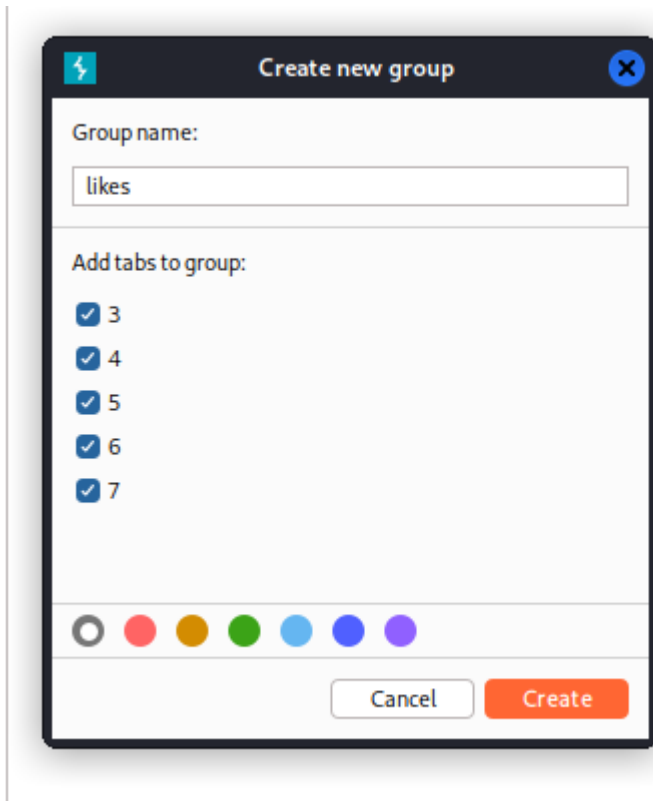 Create new group
Group name:
likes
Add tabs to group:
3
4
5
6
7
Cancel Create